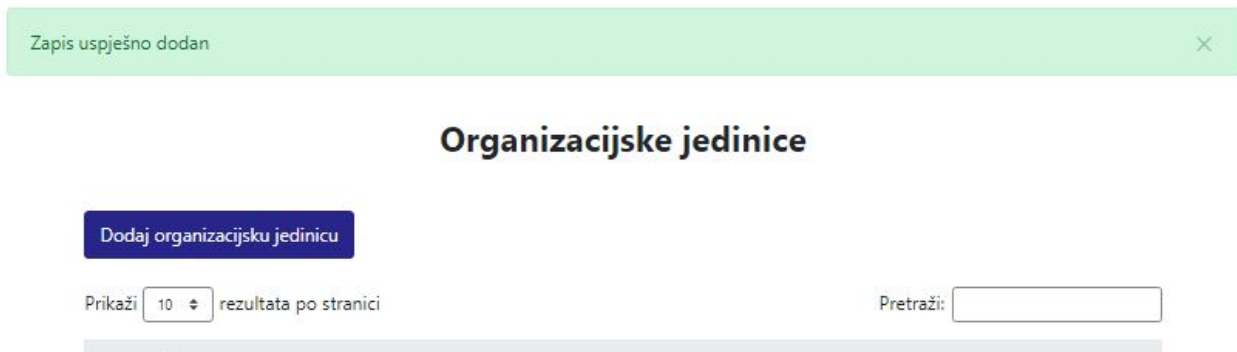 Zapis uspješno dodan ×
Organizacijske jedinice
Dodaj organizacijsku jedinicu
Prikaži 10 rezultata po stranici Pretraži: